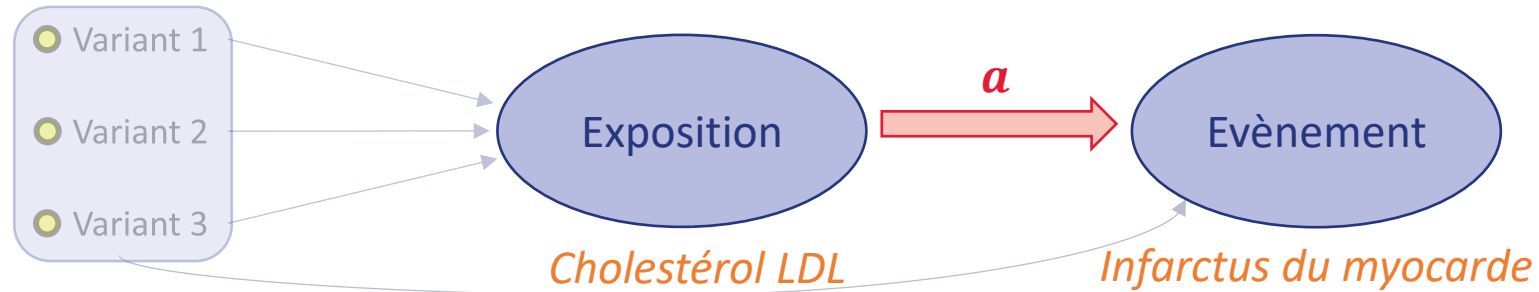 Variant 1
Variant 2
Variant 3
Exposition
a
Evènement
Cholestérol LDL
Infarctus du myocarde